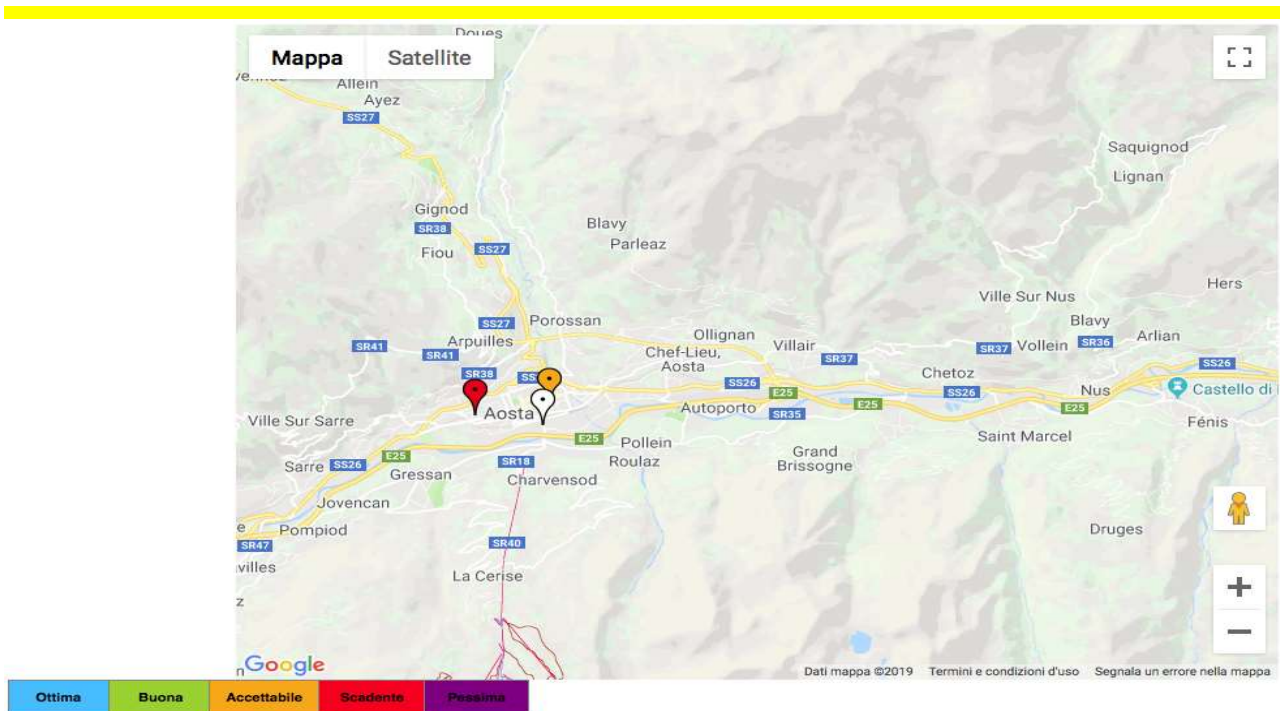 Doues
Mappa Satellite
Allein
Ayez
SS27
Saquignod
Lignan
Gignod
SR38
Blavy
Parleaz
Fiou
SS27
Hers
Ville Sur Nus
SS27
Porossan
Blavy
Arpuilles
Ollignan
Villair
Arlian
SR41
SR41
Chef-Lieu,
Aosta
SR37
SR37
Vollein
SR36
SS26
SR38
Chetoz
SS26
E25
SS26
Nus
Castello di
Aosta
Autoporto
SR35
E25
E25
Ville Sur Sarre
Fénis
E25
Pollein
Saint Marcel
Sarre
SS26
E25
Gressan
SR18
Roulaz
Grand
Brissogne
Charvensod
Jovencan
Pompiod
Druges
SR47
SR40
villes
La Cerise
Google
Dati mappa ©2019 Termini e condizioni d'uso Segnala un errore nella mappa
Ottima Buona Accettabile Scadente Pessima